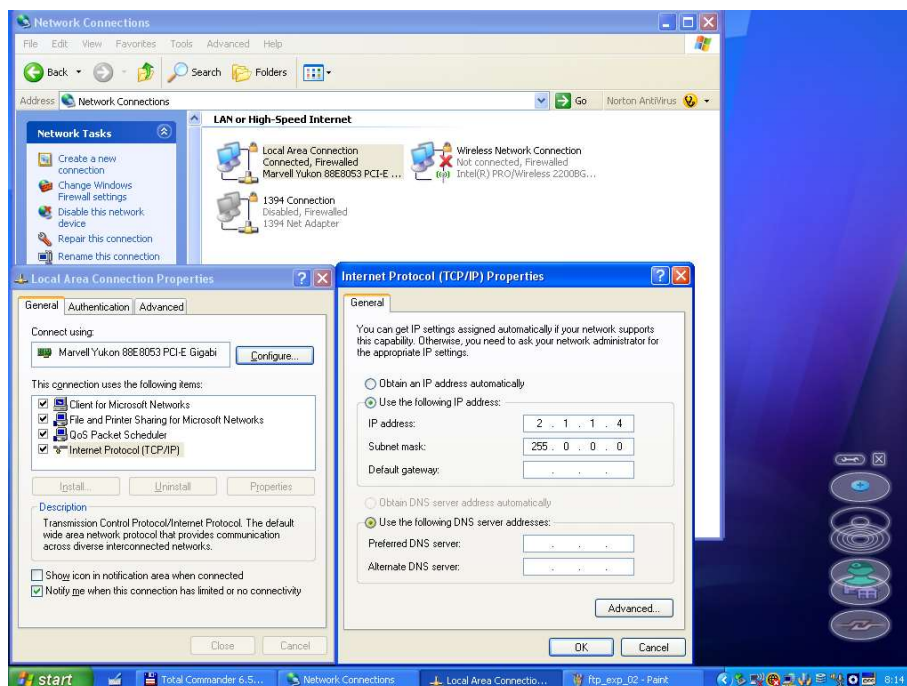 Network Connections
File Edit View Favorites Tools Advanced Help
Back Search Folders
Address Network Connections Go Norton AntiVirus
Network Tasks
Create a new
connection
Change Windows
Firewall settings
Disable this network
device
Repair this connection
Rename this connection
LAN or High-Speed Internet
Local Area Connection
Connected, Firewalled
Marvell Yukon 88E8053 PCI-E ...
Wireless Network Connection
Not connected, Firewalled
Intel(R) PRO/Wireless 2200BG...
1394 Connection
Disabled, Firewalled
1394 Net Adapter
Local Area Connection Properties
General Authentication Advanced
Connect using:
Marvell Yukon 88E8053 PCI-E Gigabi Configure...
This connection uses the following items:
Client for Microsoft Networks
File and Printer Sharing for Microsoft Networks
QoS Packet Scheduler
Internet Protocol (TCP/IP)
Install... Uninstall Properties
Description
Transmission Control Protocol/Internet Protocol. The default
wide area network protocol that provides communication
across diverse interconnected networks.
Show icon in notification area when connected
Notify me when this connection has limited or no connectivity
Close Cancel
Internet Protocol (TCP/IP) Properties
General
You can get IP settings assigned automatically if your network supports
this capability. Otherwise, you need to ask your network administrator for
the appropriate IP settings.
Obtain an IP address automatically
Use the following IP address:
IP address: 2 . 1 . 1 . 4
Subnet mask: 255 . 0 . 0 . 0
Default gateway: . . .
Obtain DNS server address automatically
Use the following DNS server addresses:
Preferred DNS server: . . .
Alternate DNS server: . . .
Advanced...
OK Cancel
start Total Commander 6.5... Network Connections Local Area Connectio... ftp_exp_02 - Paint 8:14